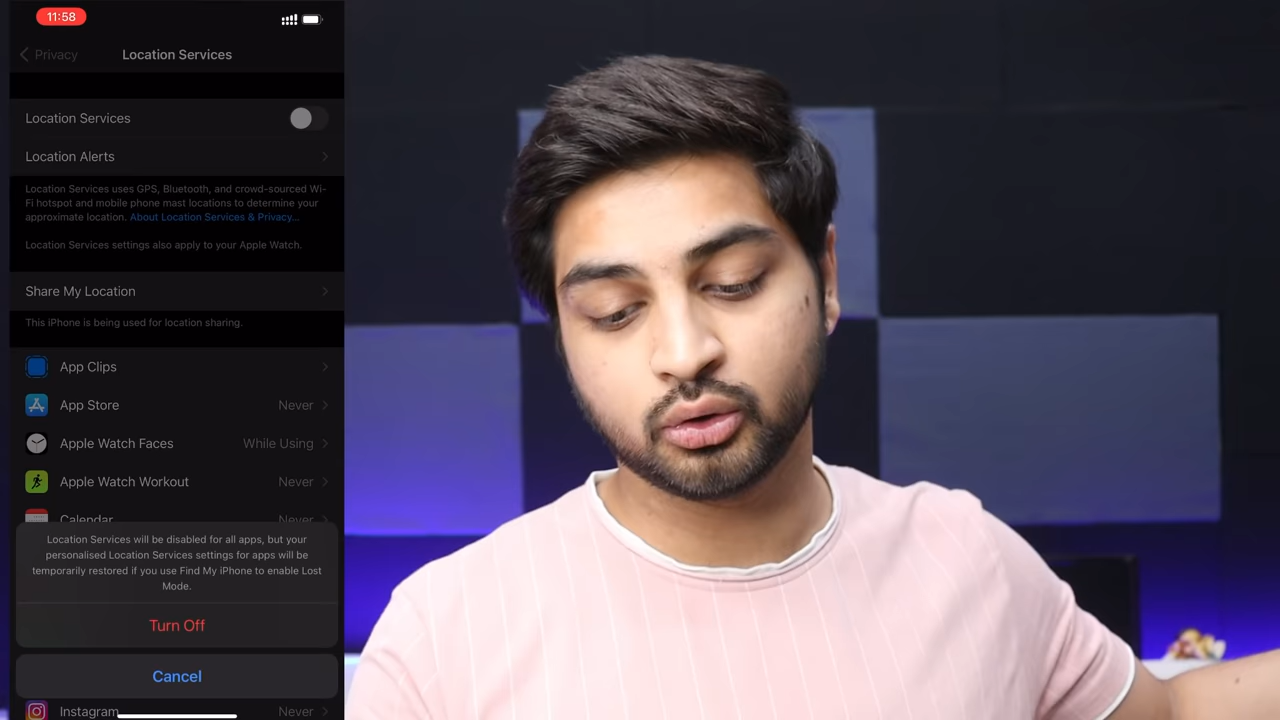 11:58
Privacy
Location Services
Location Services
Location Alerts
Location Services uses GPS, Bluetooth, and crowd-sourced Wi-
Fi hotspot and mobile phone mast locations to determine your
approximate location. About Location Services & Privacy...
Location Services settings also apply to your Apple Watch.
Share My Location
This iPhone is being used for location sharing.
App Clips
App Store Never
Apple Watch Faces While Using
Apple Watch Workout Never
Calendar Never
Location Services will be disabled for all apps, but your
personalised Location Services settings for apps will be
temporarily restored if you use Find My iPhone to enable Lost
Mode.
Turn Off
Cancel
Instagram Never